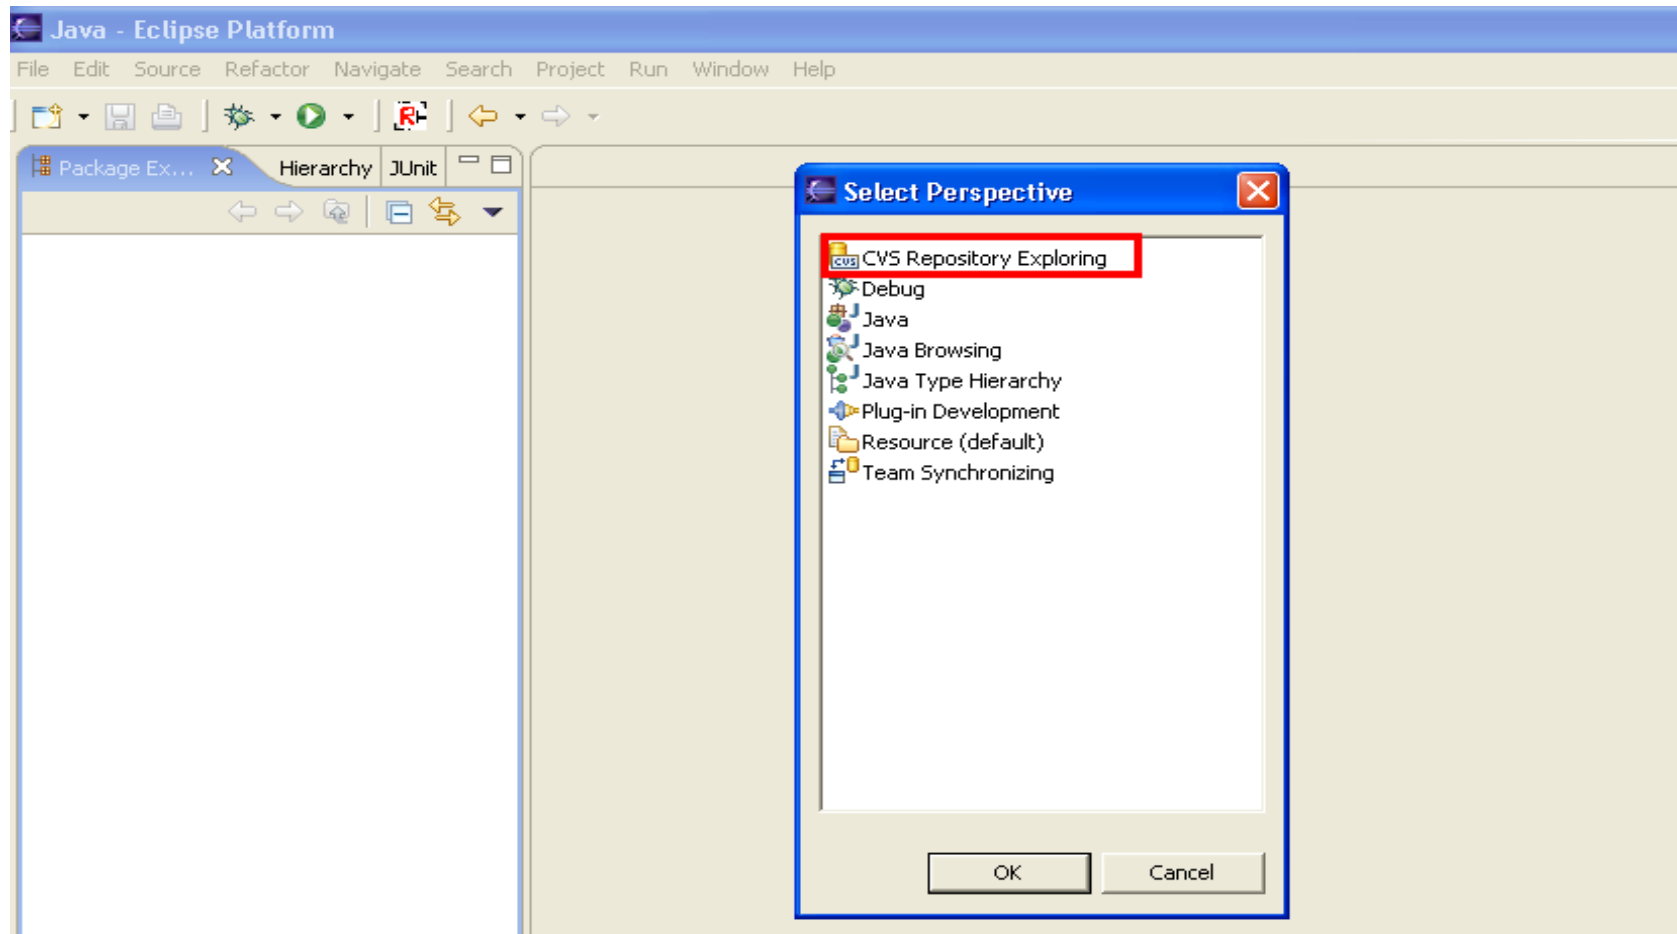 Java - Eclipse Platform
File Edit Source Refactor Navigate Search Project Run Window Help
Package Ex... Hierarchy JUnit
Select Perspective
CVS Repository Exploring
Debug
Java
Java Browsing
Java Type Hierarchy
Plug-in Development
Resource (default)
Team Synchronizing
OK Cancel